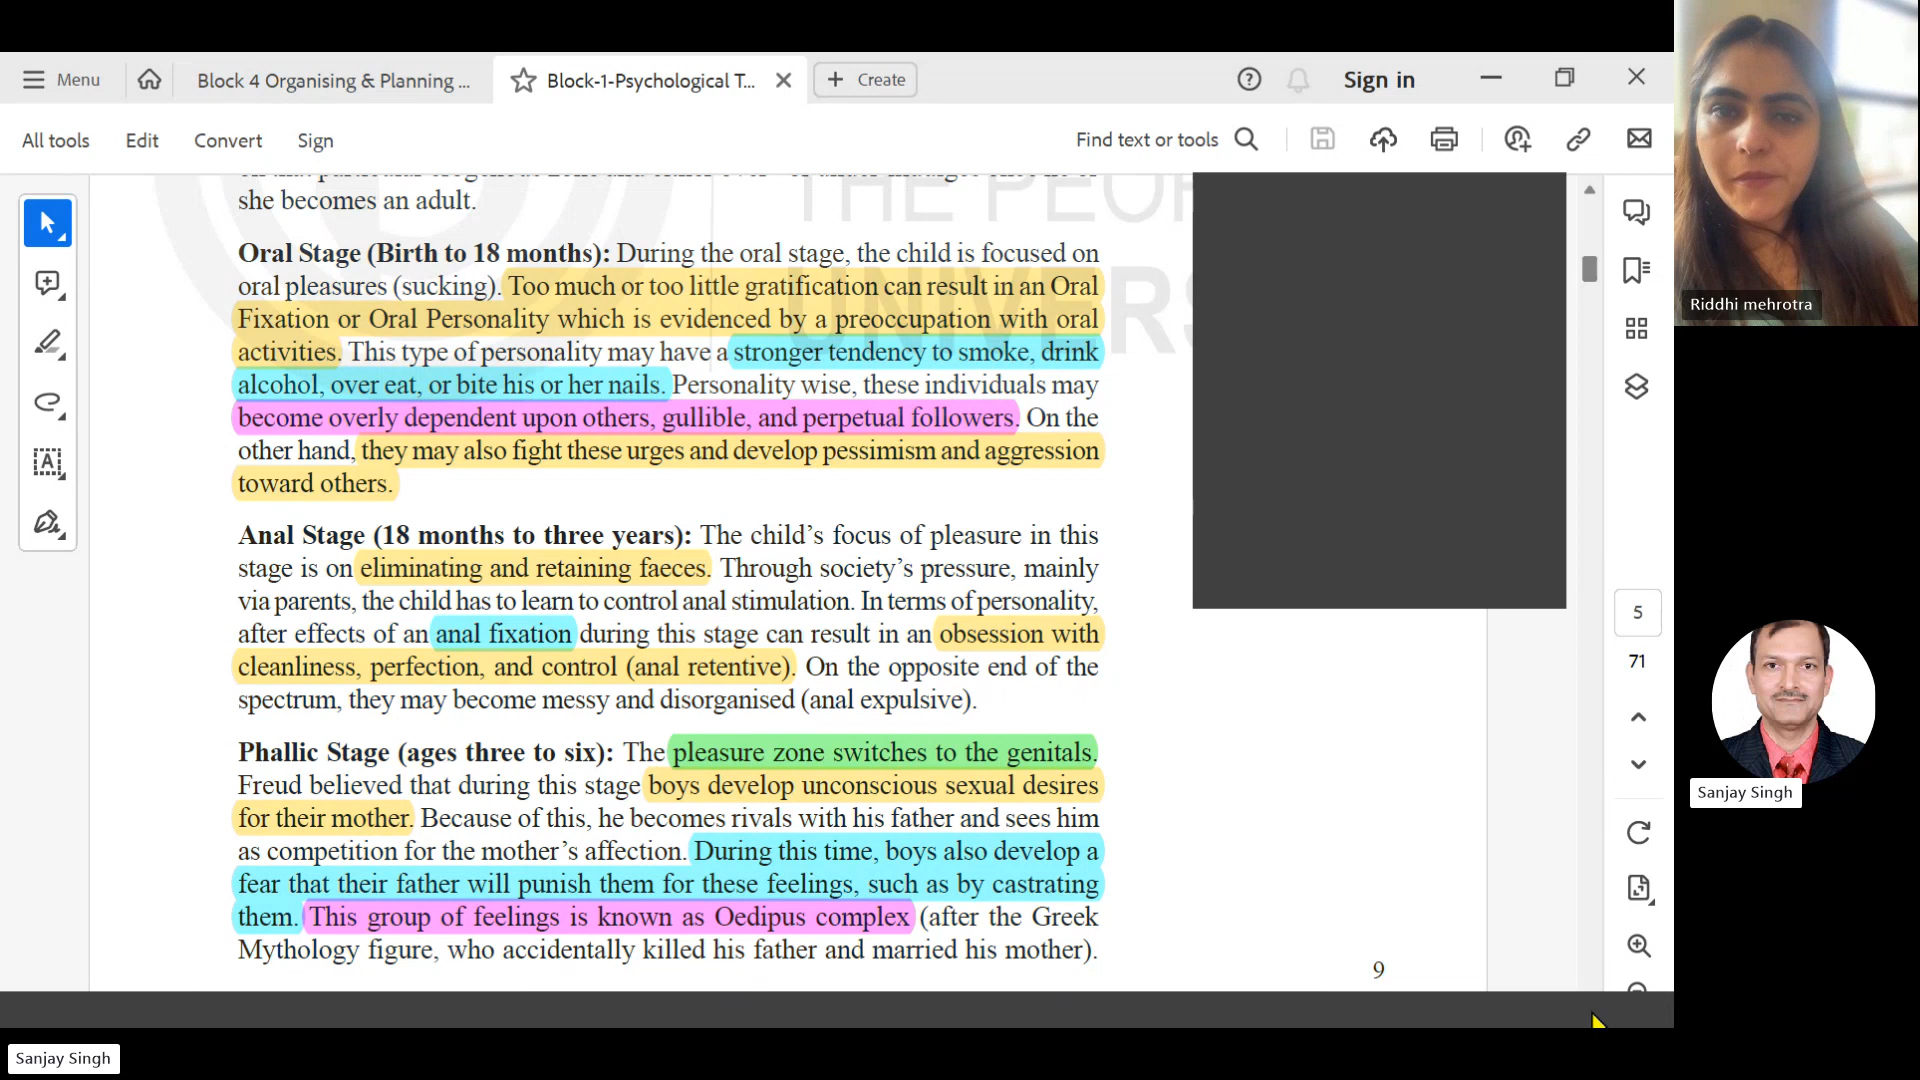 Menu
Block 4 Organising & Planning ...
Block-1-Psychological T...
Create
Sign in
All tools
Edit
Convert
Sign
Find text or tools
THE PEOP
UNIVERS
she becomes an adult.
Oral Stage (Birth to 18 months): During the oral stage, the child is focused on
oral pleasures (sucking). Too much or too little gratification can result in an Oral
Fixation or Oral Personality which is evidenced by a preoccupation with oral
activities. This type of personality may have a stronger tendency to smoke, drink
alcohol, over eat, or bite his or her nails. Personality wise, these individuals may
become overly dependent upon others, gullible, and perpetual followers. On the
other hand, they may also fight these urges and develop pessimism and aggression
toward others.
Anal Stage (18 months to three years): The child's focus of pleasure in this
stage is on eliminating and retaining faeces. Through society's pressure, mainly
via parents, the child has to learn to control anal stimulation. In terms of personality,
after effects of an anal fixation during this stage can result in an obsession with
cleanliness, perfection, and control (anal retentive). On the opposite end of the
spectrum, they may become messy and disorganised (anal expulsive).
Phallic Stage (ages three to six): The pleasure zone switches to the genitals.
Freud believed that during this stage boys develop unconscious sexual desires
for their mother. Because of this, he becomes rivals with his father and sees him
as competition for the mother's affection. During this time, boys also develop a
fear that their father will punish them for these feelings, such as by castrating
them. This group of feelings is known as Oedipus complex (after the Greek
Mythology figure, who accidentally killed his father and married his mother).
9
5
71
Riddhi mehrotra
Sanjay Singh
Sanjay Singh